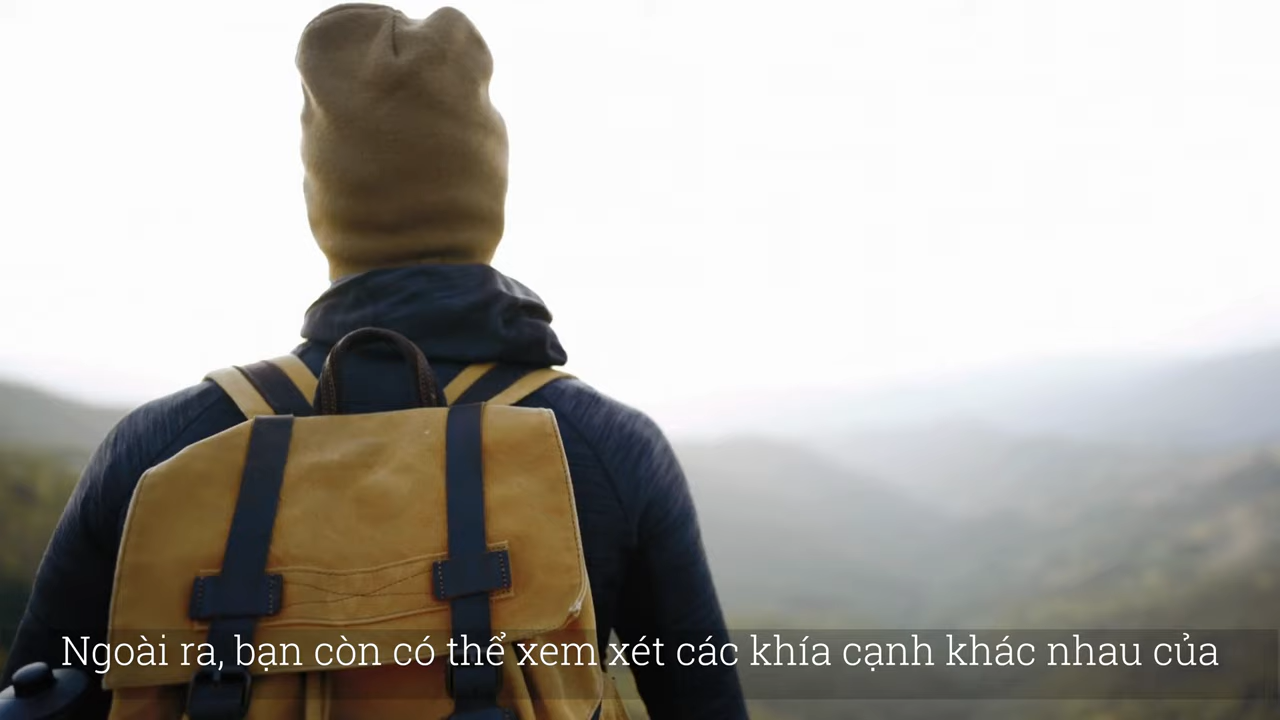 Ngoài ra, bạn còn có thể xem xét các khía cạnh khác nhau của